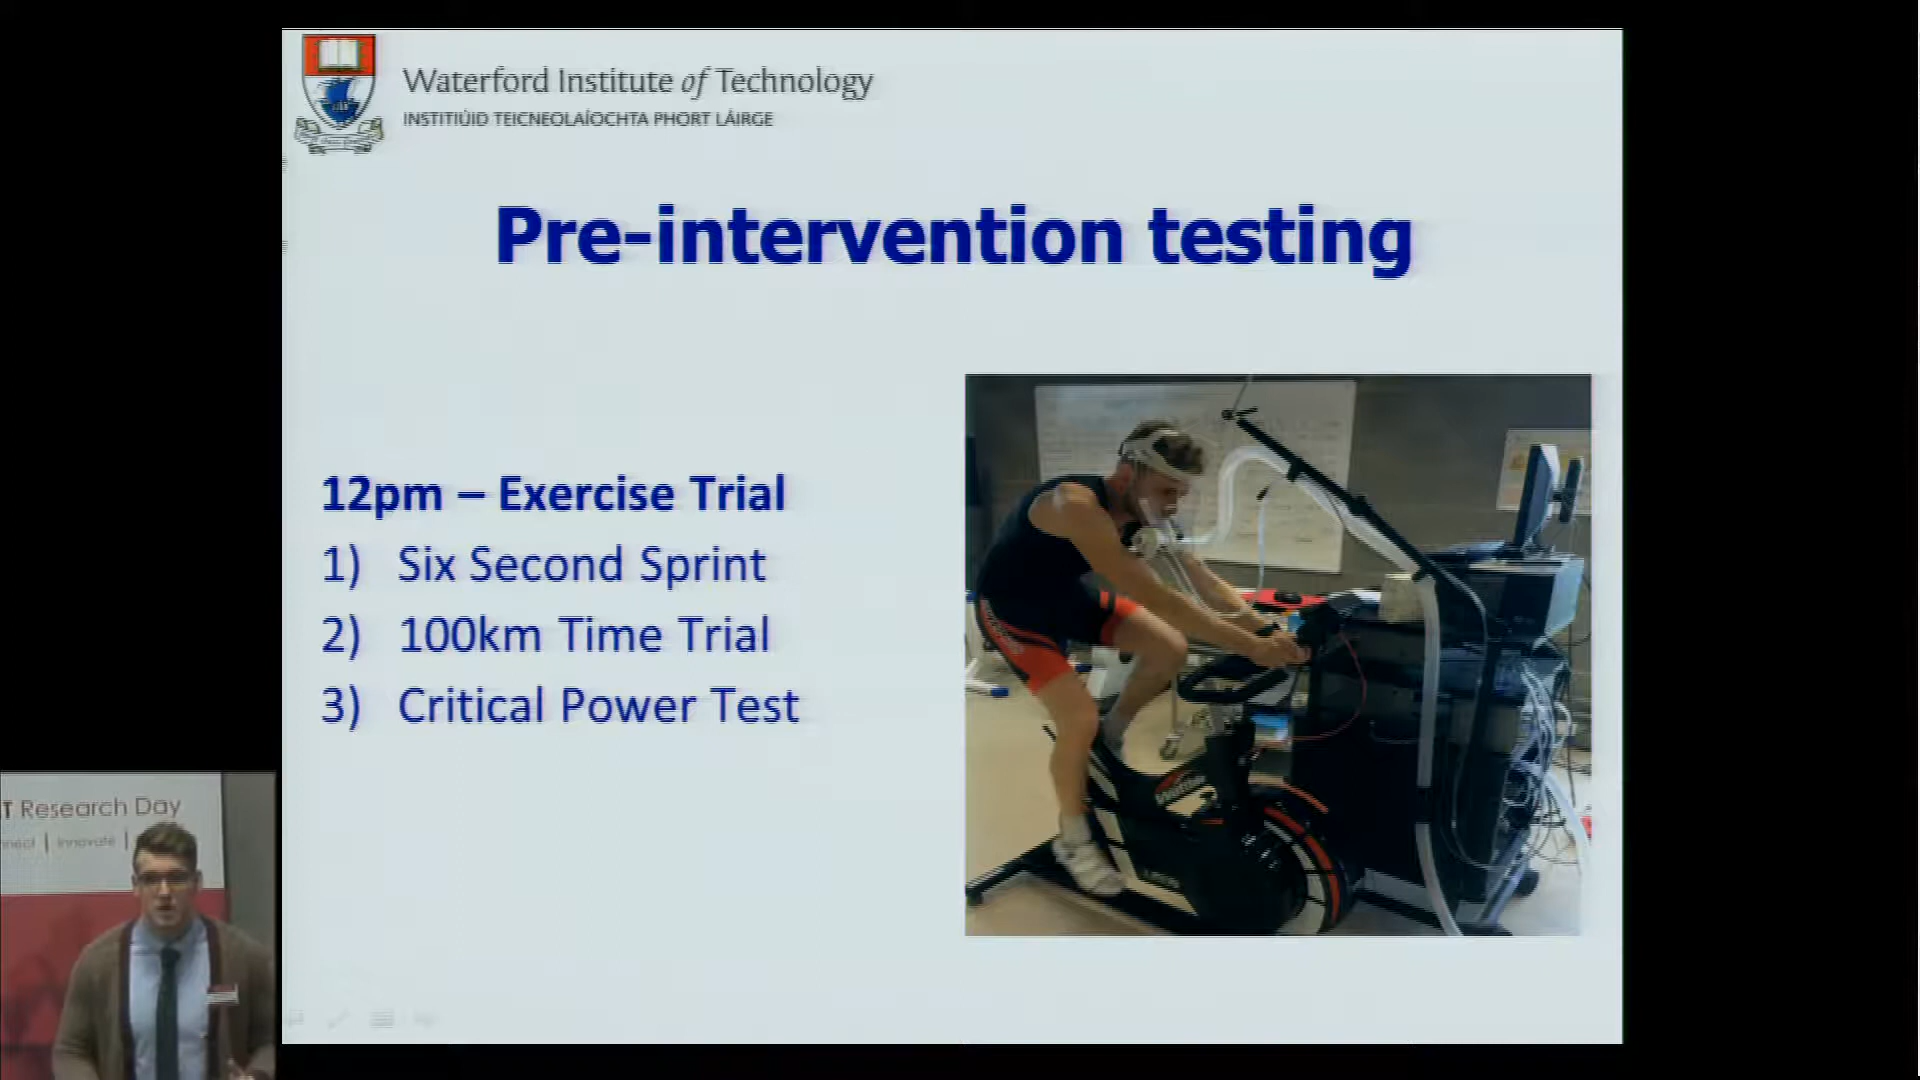 Waterford Institute of Technology
INSTITIÚID TEICNEOLAÍOCHTA PHORT LÁIRGE
Pre-intervention testing
12pm – Exercise Trial
1) Six Second Sprint
2) 100km Time Trial
3) Critical Power Test
T Research Day
nnect | Innovate |